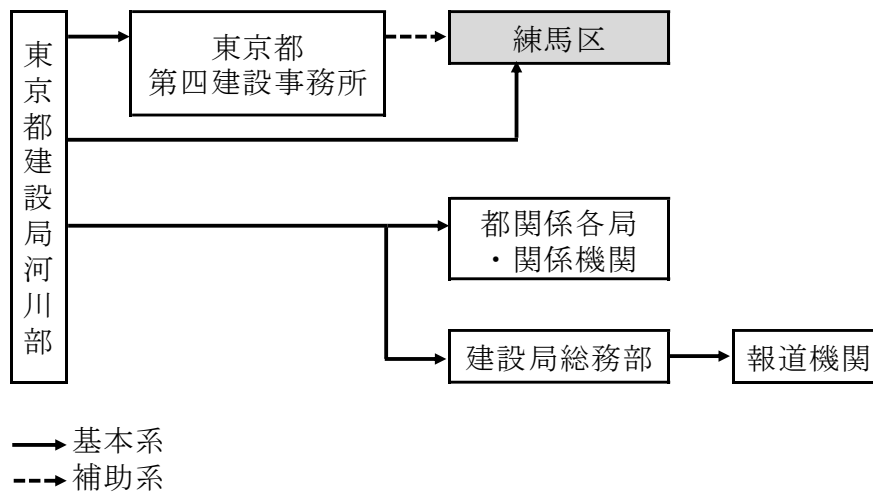 東京都建設局河川部
東京都
第四建設事務所
練馬区
都関係各局
・関係機関
建設局総務部
報道機関
基本系
補助系